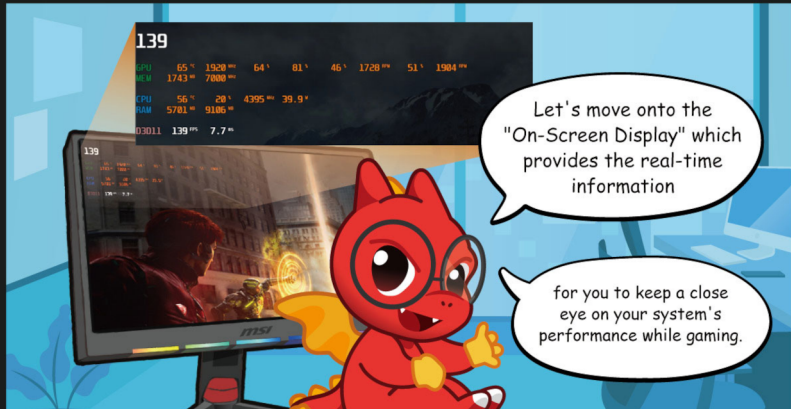 139
GPU 65 °C 1920 MHz 64 % 81 % 46 % 1728 RPM 51 % 1904 RPM
MEM 1743 MB 7000 MHz
CPU 56 °C 20 % 4395 MHz 39.9 W
RAM 5701 MB 9106 MB
D3D11 139 FPS 7.7 ms
Let's move onto the
"On-Screen Display" which
provides the real-time
information
139
msi
for you to keep a close
eye on your system's
performance while gaming.